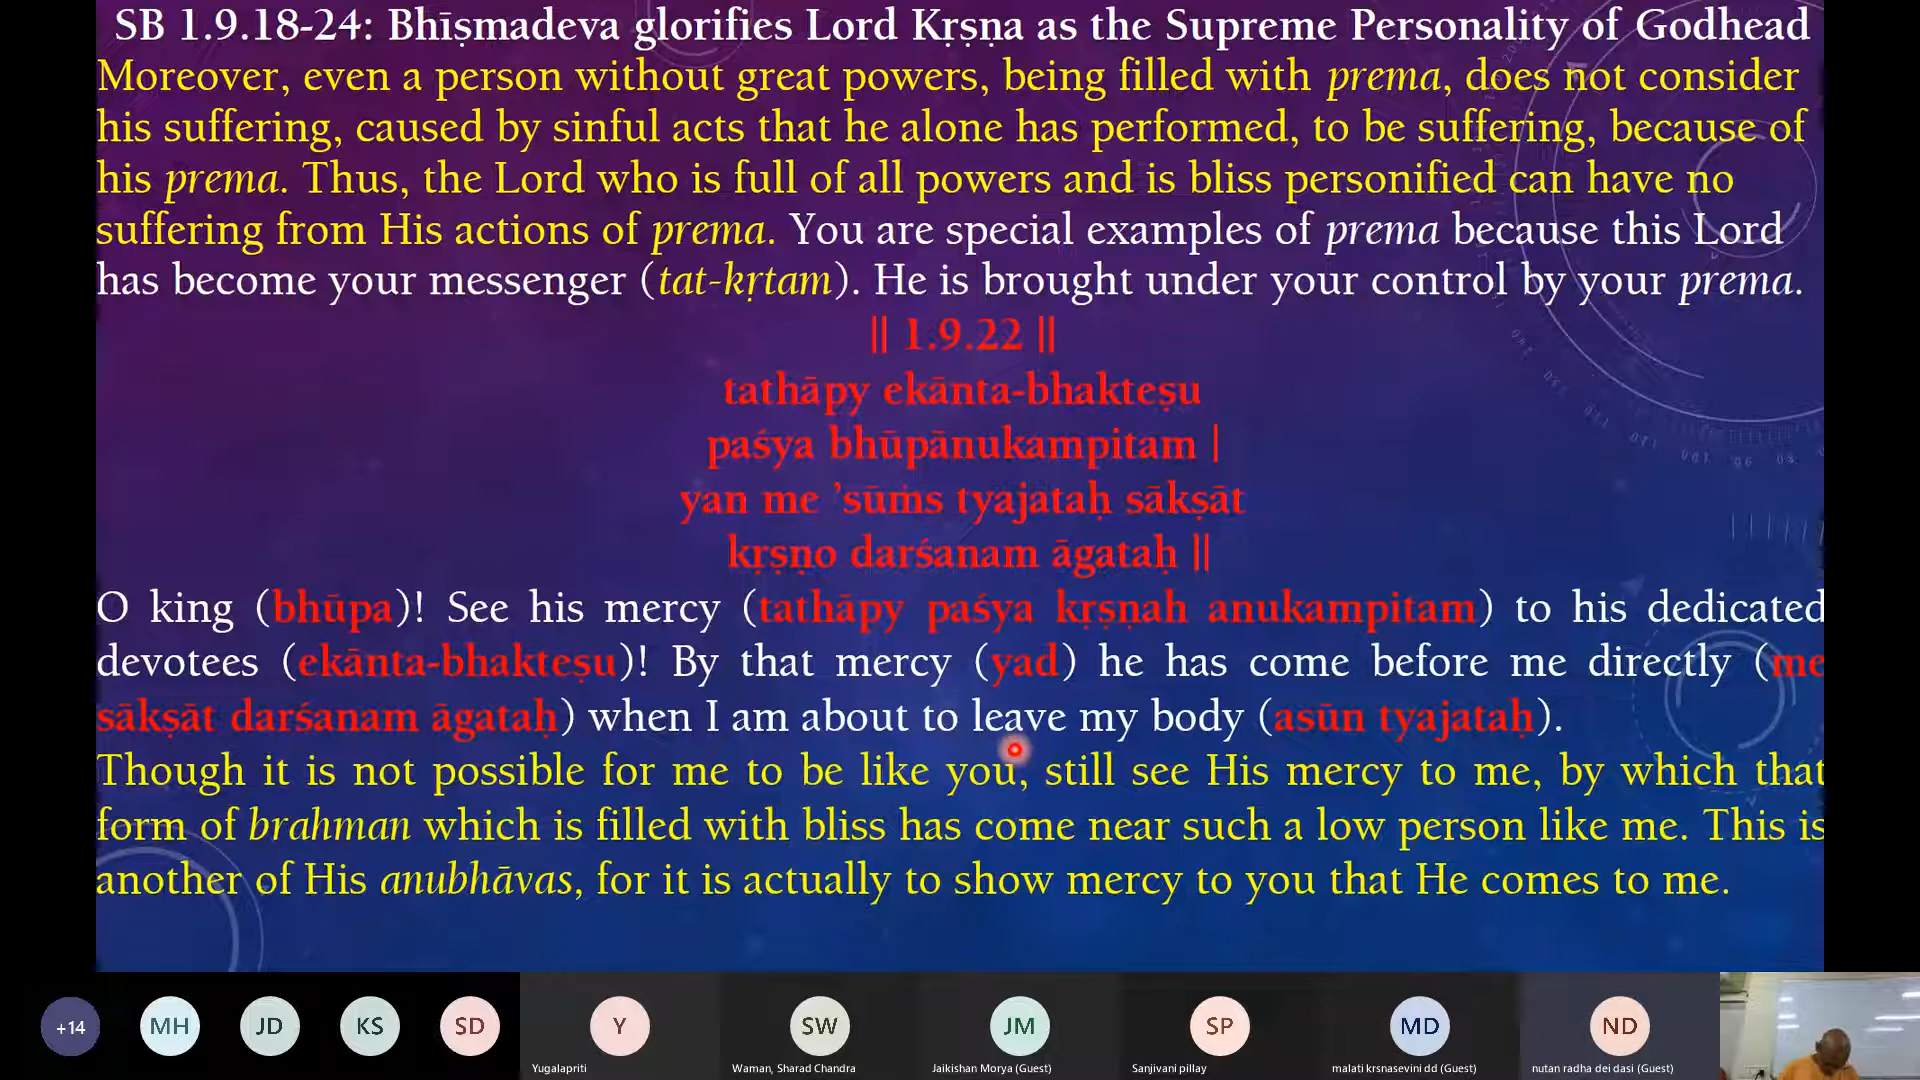 SB 1.9.18-24: Bhīṣmadeva glorifies Lord Kṛṣṇa as the Supreme Personality of Godhead
Moreover, even a person without great powers, being filled with prema, does not consider
his suffering, caused by sinful acts that he alone has performed, to be suffering, because of
his prema. Thus, the Lord who is full of all powers and is bliss personified can have no
suffering from His actions of prema. You are special examples of prema because this Lord
has become your messenger (tat-kṛtam). He is brought under your control by your prema.
|| 1.9.22 ||
tathāpy ekānta-bhakteṣu
paśya bhūpānukampitam |
yan me ’sūṁs tyajataḥ sākṣāt
kṛṣṇo darśanam āgataḥ ||
O king (bhūpa)! See his mercy (tathāpy paśya kṛṣṇah anukampitam) to his dedicated
devotees (ekānta-bhakteṣu)! By that mercy (yad) he has come before me directly (me
sākṣāt darśanam āgataḥ) when I am about to leave my body (asūn tyajataḥ).
Though it is not possible for me to be like you, still see His mercy to me, by which that
form of brahman which is filled with bliss has come near such a low person like me. This is
another of His anubhāvas, for it is actually to show mercy to you that He comes to me.
+14 MH JD KS SD Y SW JM SP MD ND
Yugalapriti Waman, Sharad Chandra Jaikishan Morya (Guest) Sanjivani pillay malati krsnasevini dd (Guest) nutan radha dei dasi (Guest)